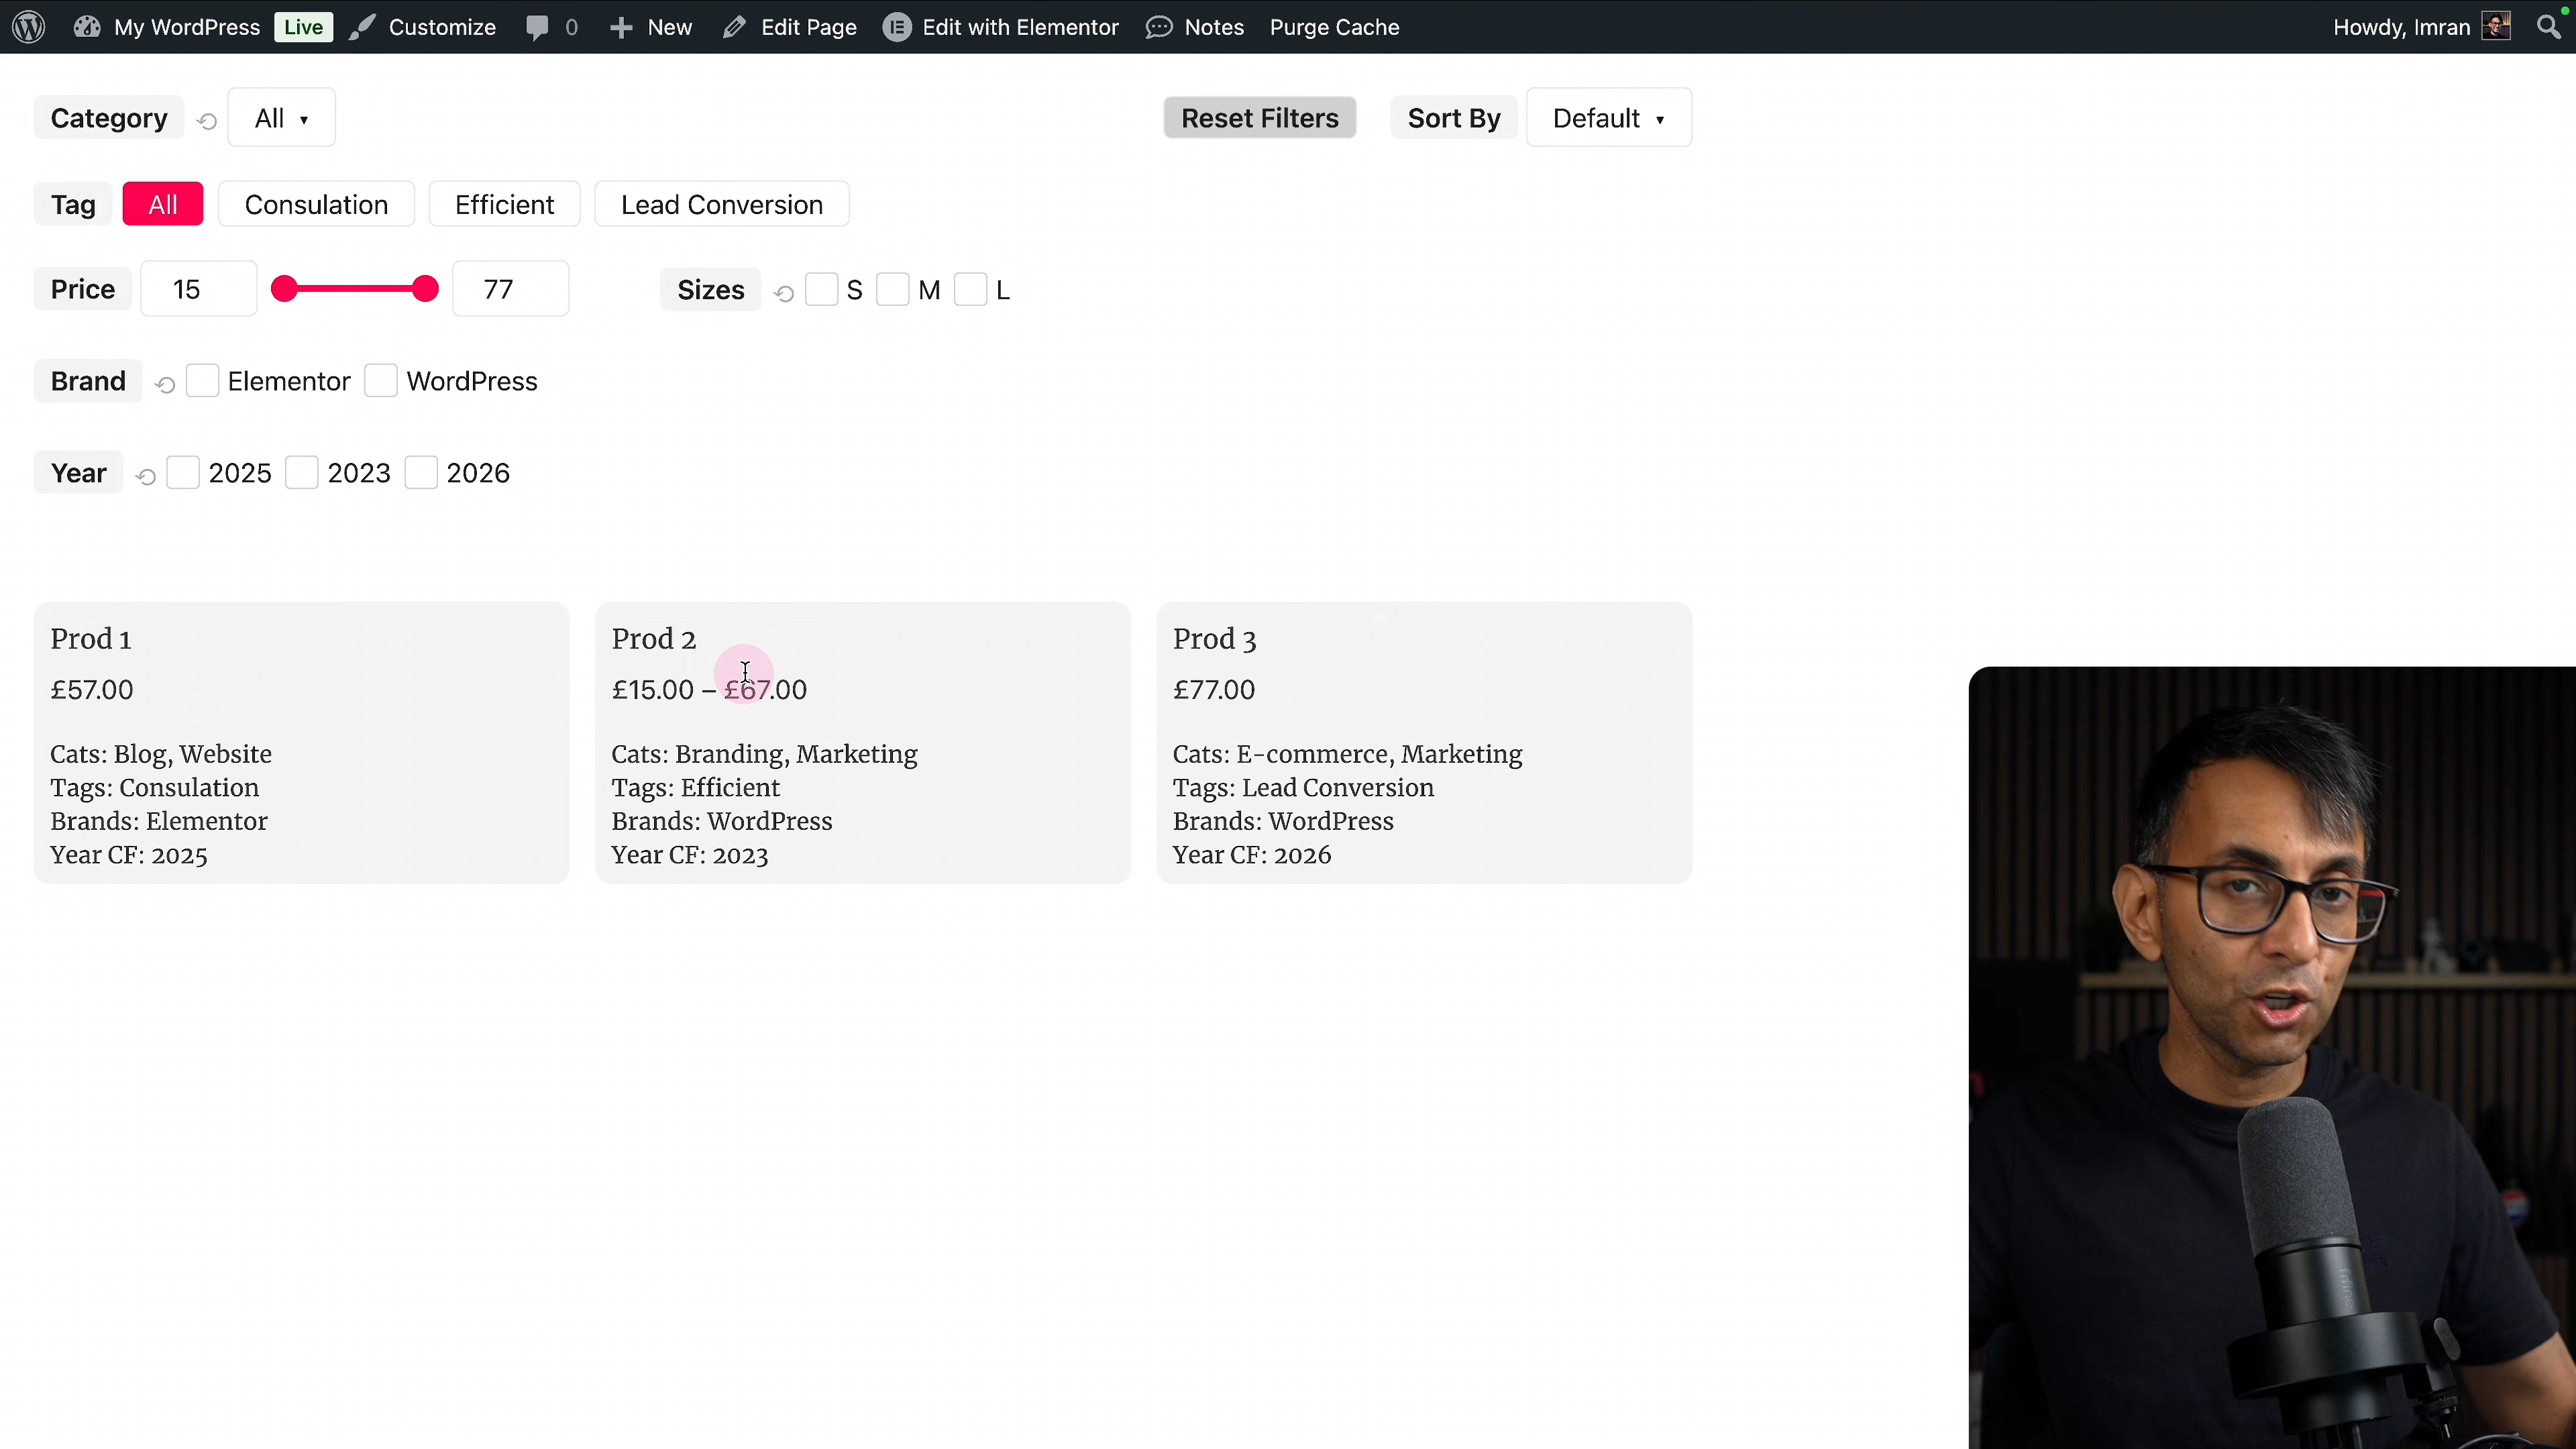 My WordPress Live Customize 0 New Edit Page Edit with Elementor Notes Purge Cache Howdy, Imran
Category All Reset Filters Sort By Default
Tag All Consulation Efficient Lead Conversion
Price 15 77 Sizes S M L
Brand Elementor WordPress
Year 2025 2023 2026
Prod 1
£57.00
Cats: Blog, Website
Tags: Consulation
Brands: Elementor
Year CF: 2025
Prod 2
£15.00 – £67.00
Cats: Branding, Marketing
Tags: Efficient
Brands: WordPress
Year CF: 2023
Prod 3
£77.00
Cats: E-commerce, Marketing
Tags: Lead Conversion
Brands: WordPress
Year CF: 2026